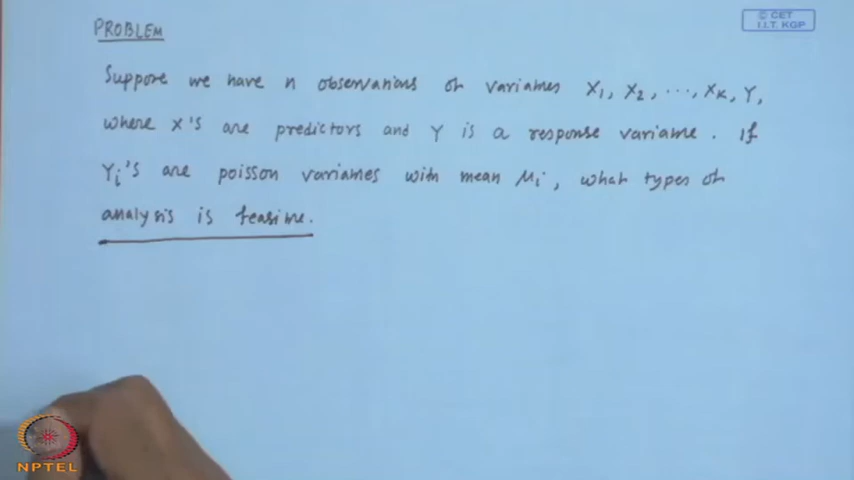 PROBLEM
© CET
I.I.T. KGP
Suppose we have n observations on variables X1, X2, ..., XK, Y,
where X'S are predictors and Y is a response variable. If
Yi's are poisson variables with mean μi, what types of
analysis is feasible.
NPTEL